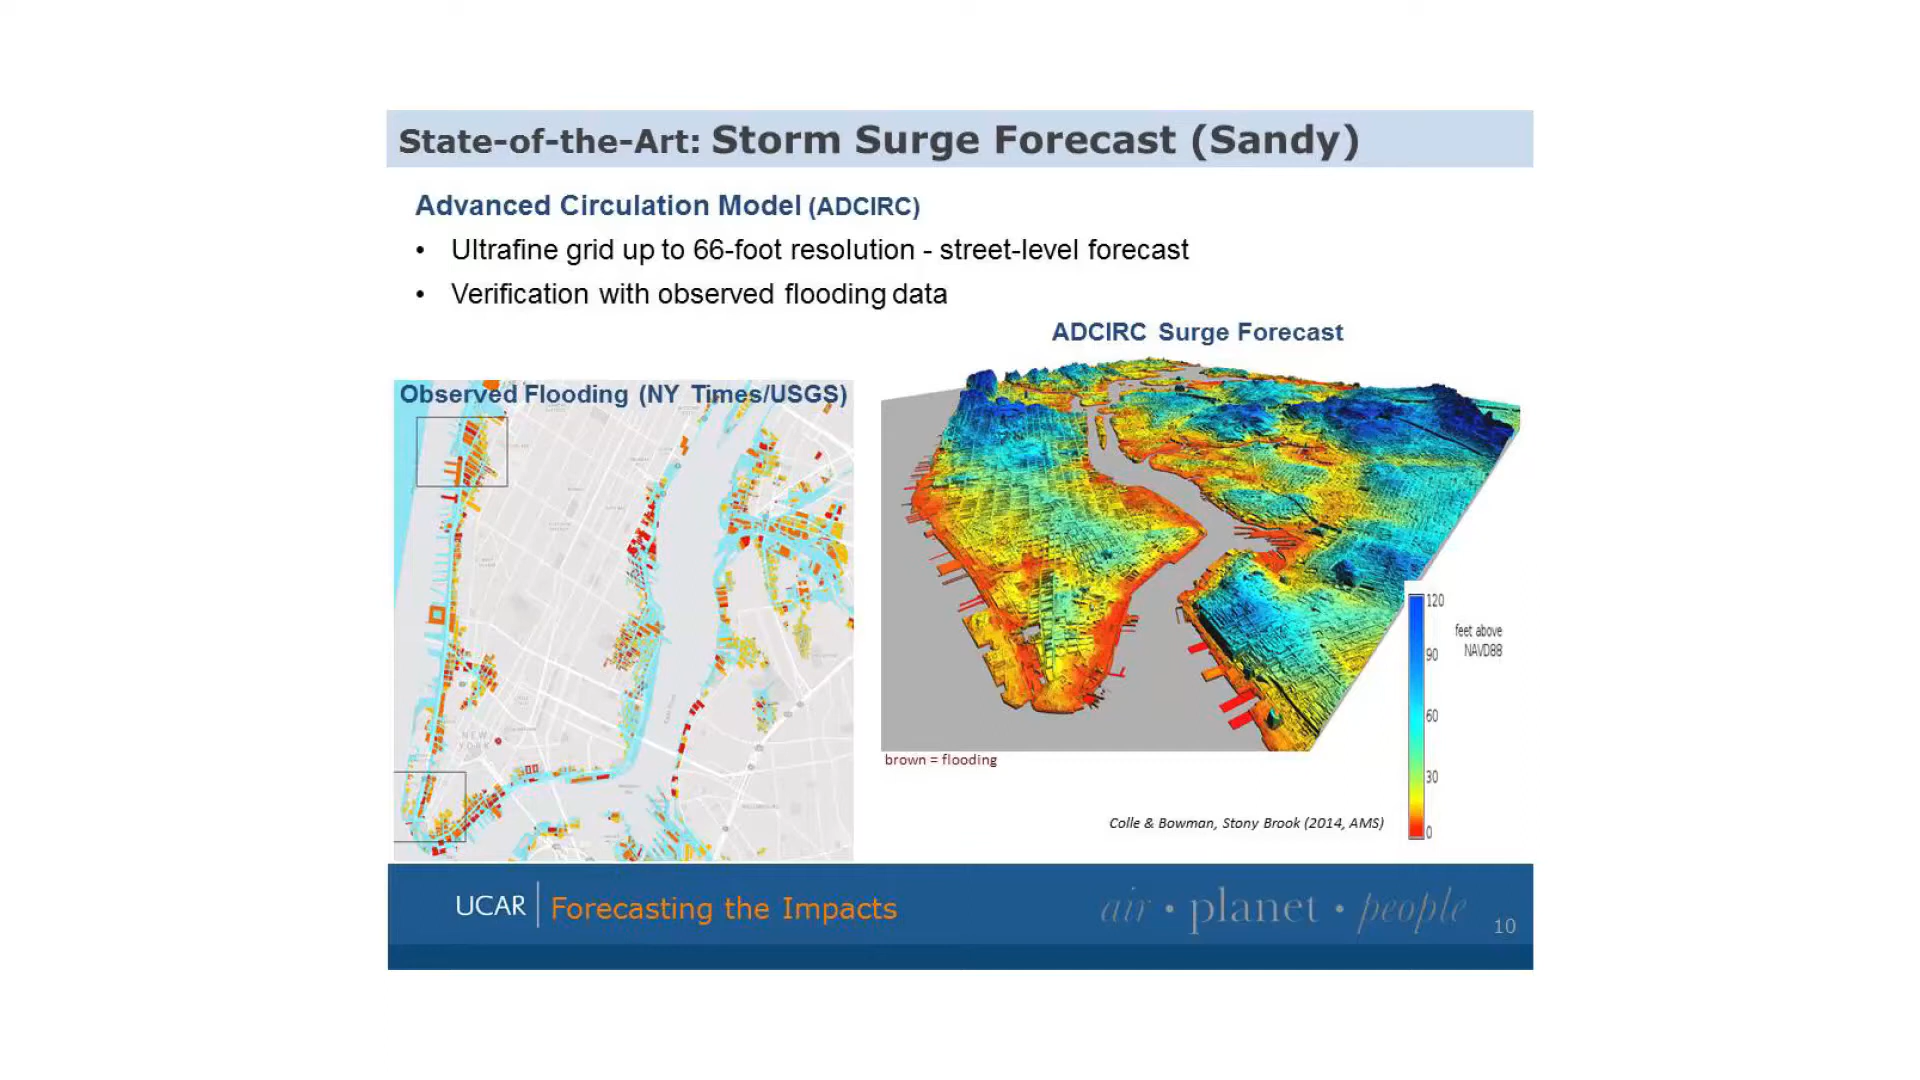 State-of-the-Art: Storm Surge Forecast (Sandy)
Advanced Circulation Model (ADCIRC)
• Ultrafine grid up to 66-foot resolution - street-level forecast
• Verification with observed flooding data
ADCIRC Surge Forecast
Observed Flooding (NY Times/USGS)
NEW
YORK
120
feet above
NAVD88
90
60
30
0
brown = flooding
Colle & Bowman, Stony Brook (2014, AMS)
UCAR Forecasting the Impacts
air • planet • people
10